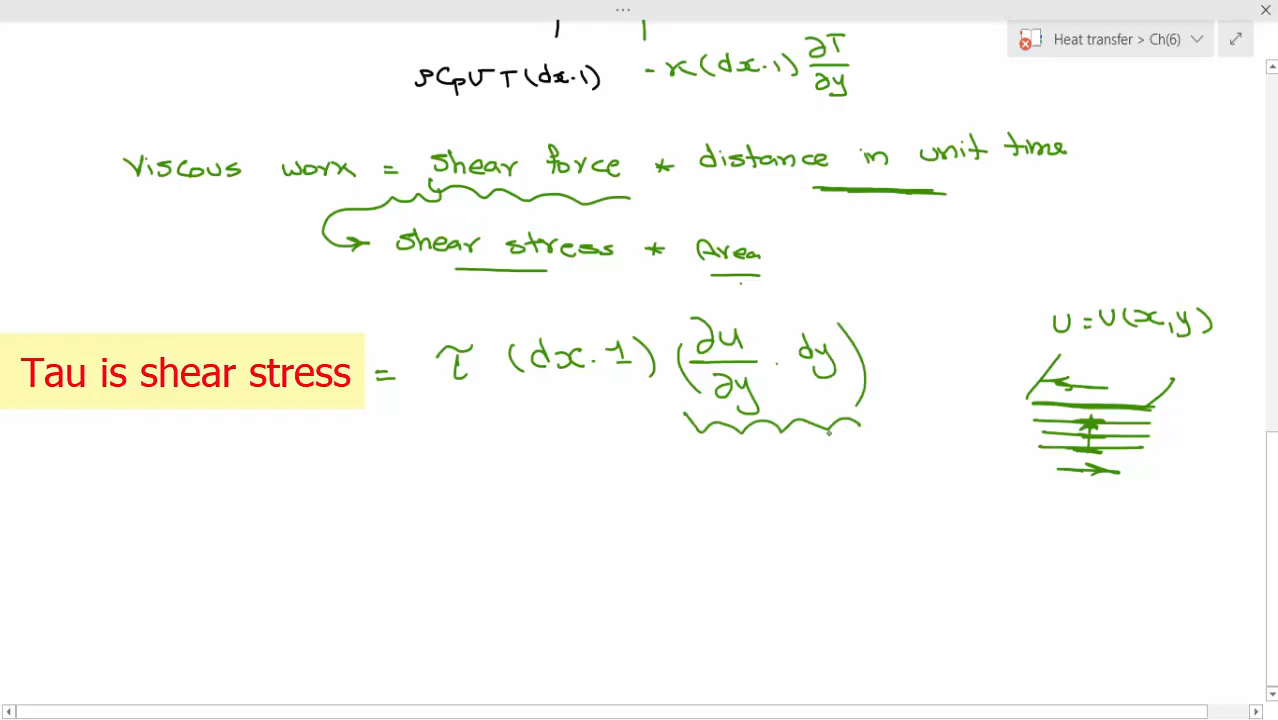 Heat transfer > Ch(6)
ρCpυT(dx.1) -κ(dx.1) ∂T/∂y
Viscous work = shear force * distance in unit time
shear stress * Area
Tau is shear stress = τ (dx.1) (∂u/∂y . dy)
U = U(x,y)